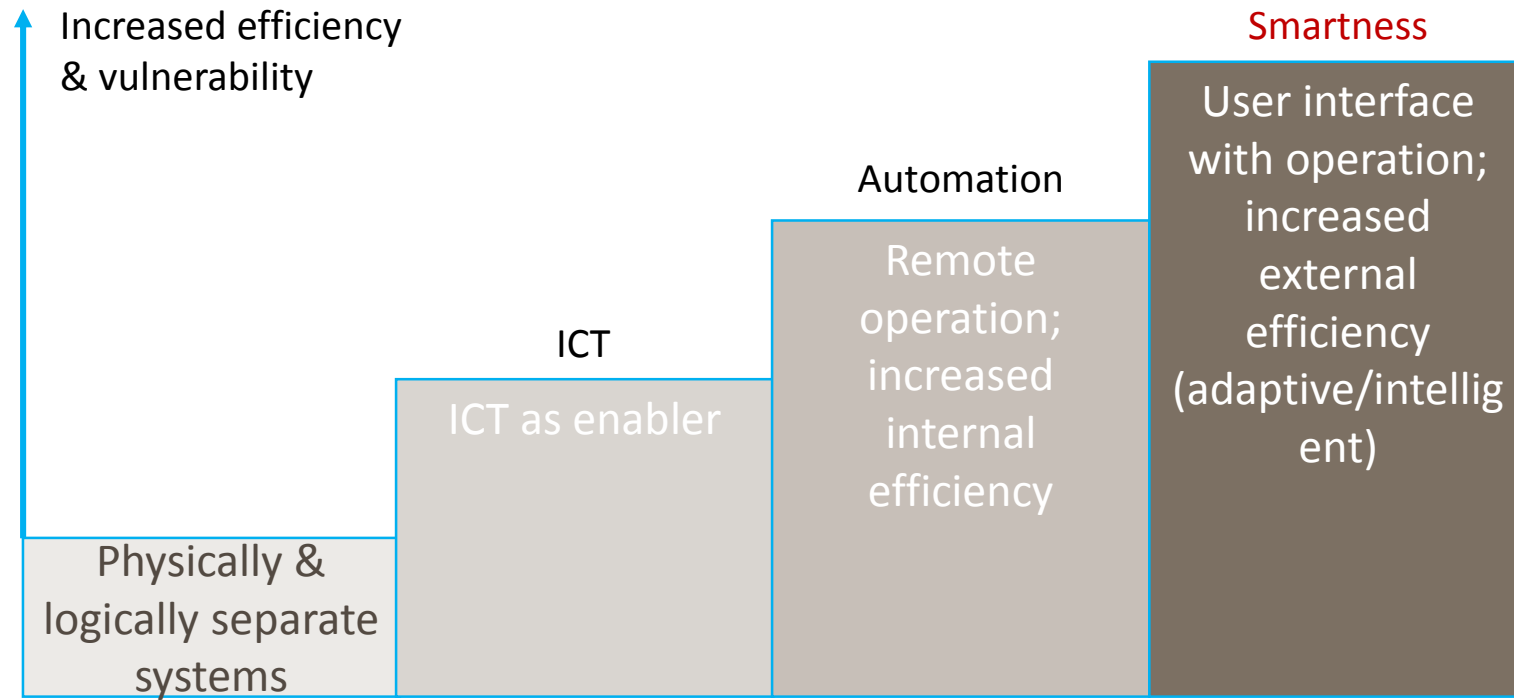 Increased efficiency
& vulnerability
Smartness
User interface
with operation;
increased
external
efficiency
(adaptive/intellig
ent)
Automation
Remote
operation;
increased
internal
efficiency
ICT
ICT as enabler
Physically &
logically separate
systems